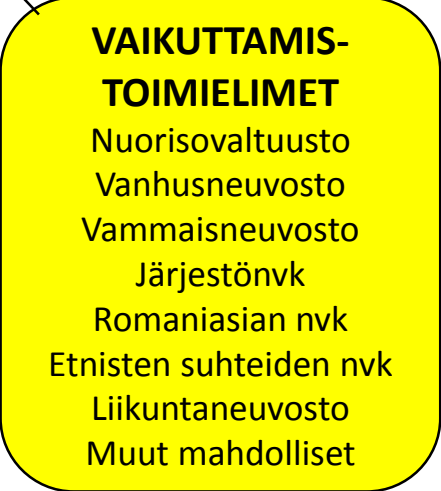 VAIKUTTAMIS-
TOIMIELIMET
Nuorisovaltuusto
Vanhusneuvosto
Vammaisneuvosto
Järjestönvk
Romaniasian nvk
Etnisten suhteiden nvk
Liikuntaneuvosto
Muut mahdolliset